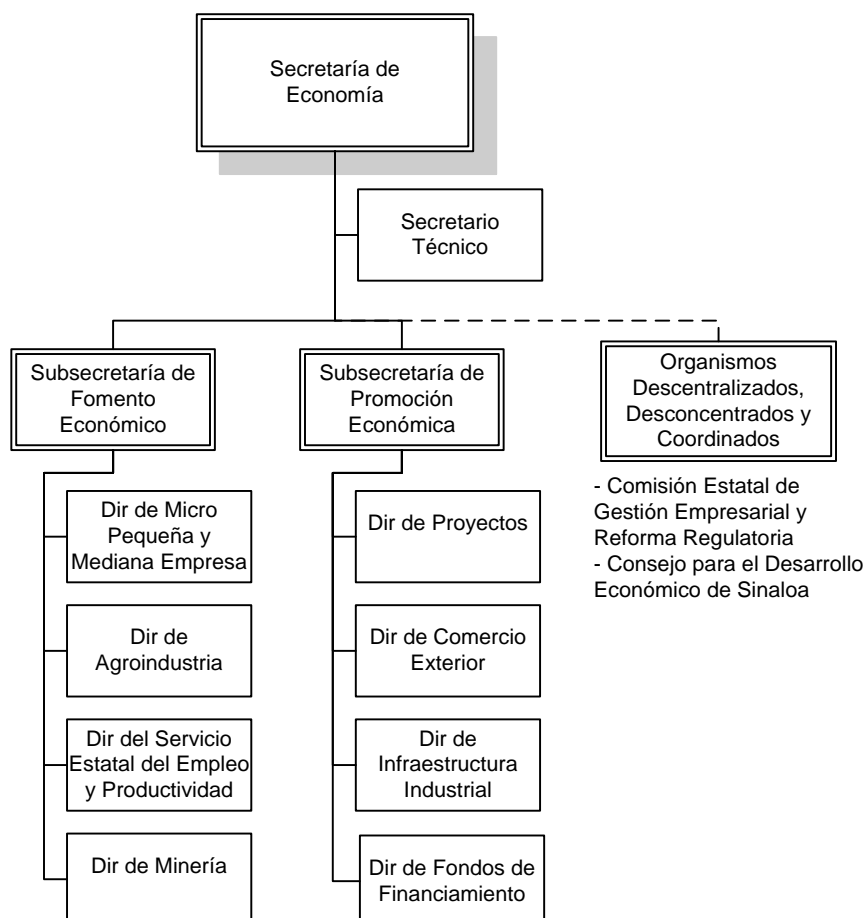 Secretaría de
Economía
Secretario
Técnico
Subsecretaría de
Fomento
Económico
Subsecretaría de
Promoción
Económica
Organismos
Descentralizados,
Desconcentrados y
Coordinados
- Comisión Estatal de
Gestión Empresarial y
Reforma Regulatoria
- Consejo para el Desarrollo
Económico de Sinaloa
Dir de Micro
Pequeña y
Mediana Empresa
Dir de
Agroindustria
Dir del Servicio
Estatal del Empleo
y Productividad
Dir de Minería
Dir de Proyectos
Dir de Comercio
Exterior
Dir de
Infraestructura
Industrial
Dir de Fondos de
Financiamiento